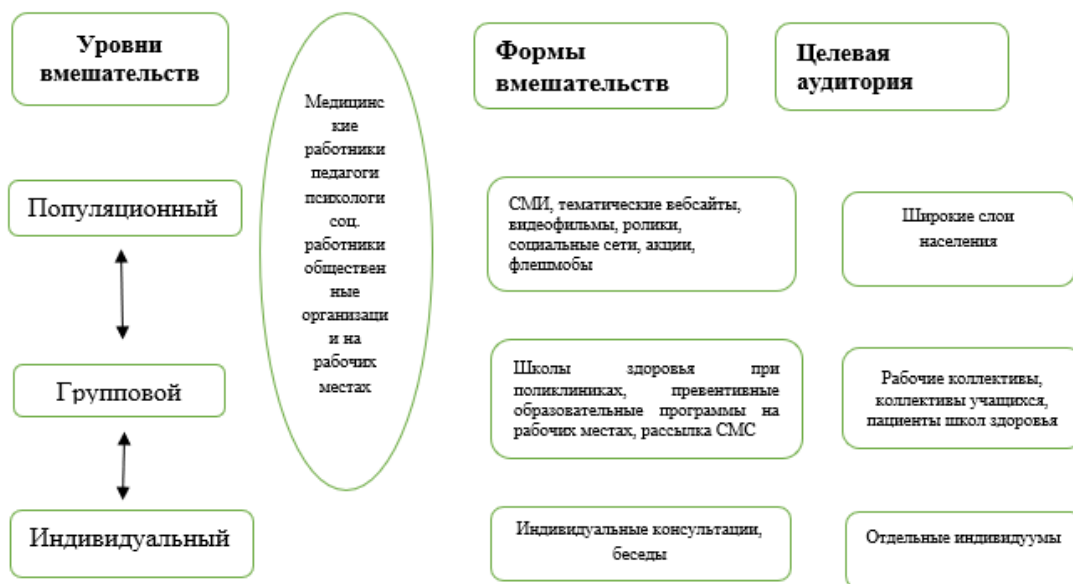 Уровни
вмешательств
Медицинс
кие
работники
педагоги
психологи
соц.
работники
обществен
ные
организаци
и на
рабочих
местах
Формы
вмешательств
Целевая
аудитория
Популяционный
СМИ, тематические вебсайты,
видеофильмы, ролики,
социальные сети, акции,
флешмобы
Широкие слои
населения
Групповой
Школы здоровья при
поликлиниках, превентивные
образовательные программы на
рабочих местах, рассылка СМС
Рабочие коллективы,
коллективы учащихся,
пациенты школ здоровья
Индивидуальный
Индивидуальные консультации,
беседы
Отдельные индивидуумы